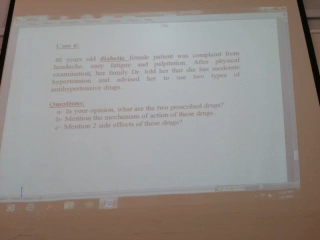 Case:
40 years old diabetic female patient was complaint from
headache, easy fatigue and palpitation. After physical
examination, her family Dr told her that she has moderate
hypertension and advised her to use two types of
antihypertensive drugs.
Questions:
a- In your opinion, what are the two prescribed drugs?
b- Mention the mechanism of action of those drugs
c- Mention 2 side effects of these drugs?